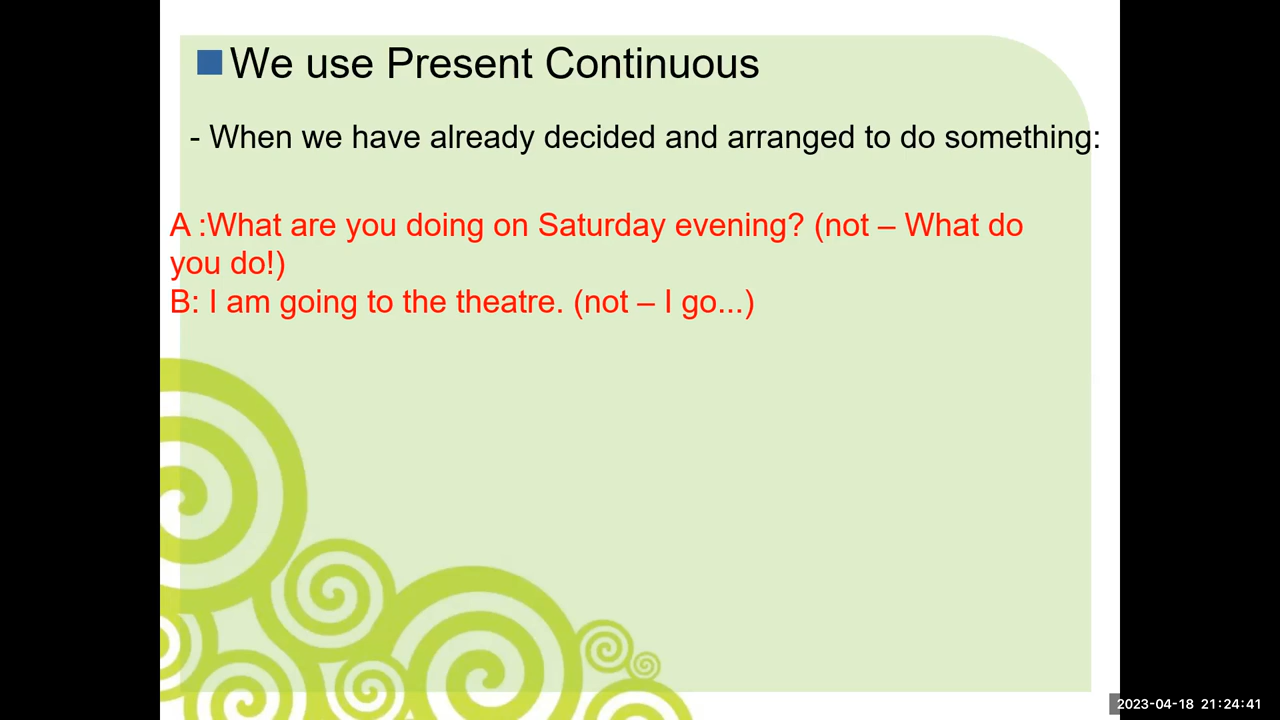 We use Present Continuous
- When we have already decided and arranged to do something:
A :What are you doing on Saturday evening? (not – What do
you do!)
B: I am going to the theatre. (not – I go...)
2023-04-18 21:24:41